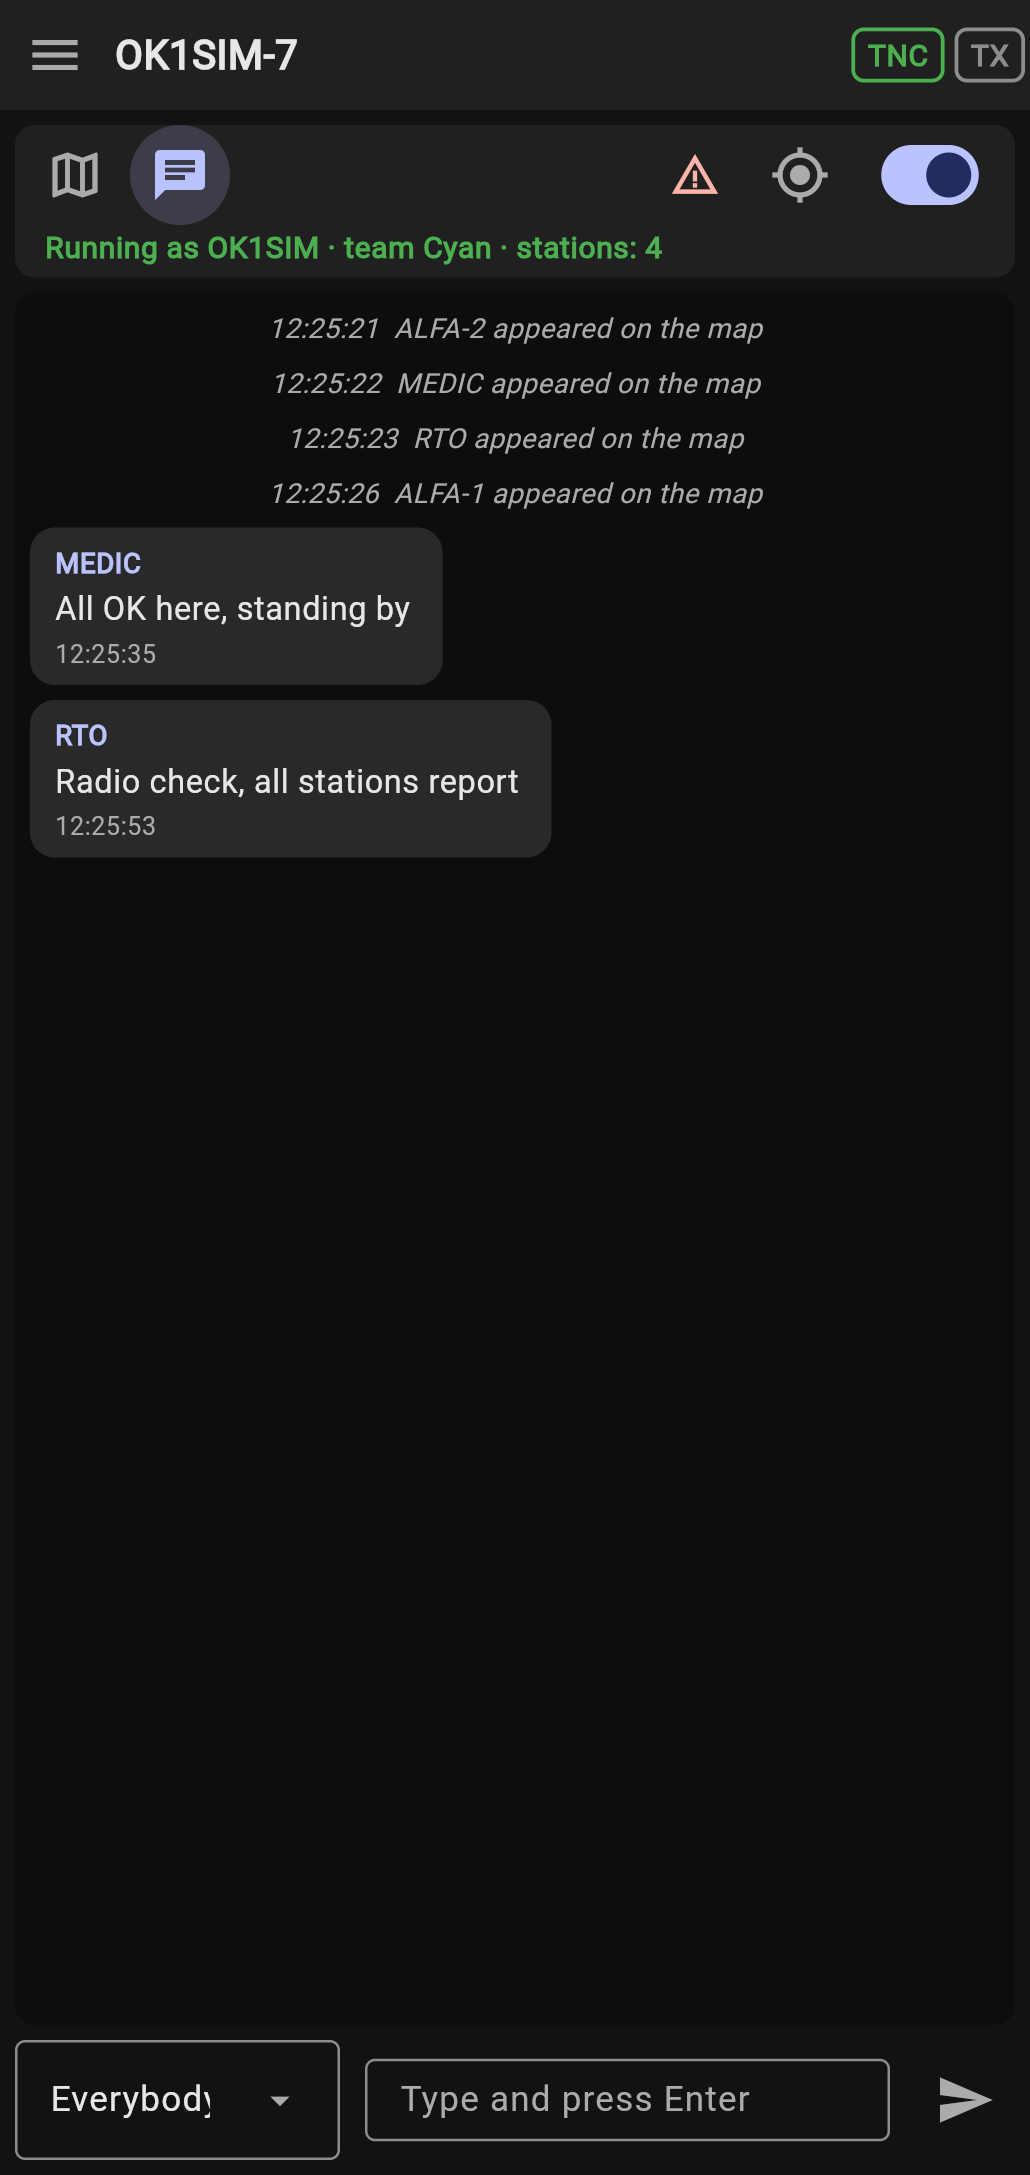 OK1SIM-7
TNC
TX
Running as OK1SIM · team Cyan · stations: 4
12:25:21 ALFA-2 appeared on the map
12:25:22 MEDIC appeared on the map
12:25:23 RTO appeared on the map
12:25:26 ALFA-1 appeared on the map
MEDIC
All OK here, standing by
12:25:35
RTO
Radio check, all stations report
12:25:53
Everybody
Type and press Enter